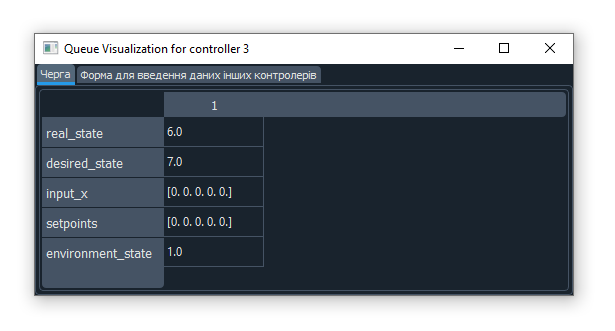 Queue Visualization for controller 3
Черга Форма для введення даних інших контролерів
1
real_state 6.0
desired_state 7.0
input_x [0. 0. 0. 0. 0.]
setpoints [0. 0. 0. 0. 0.]
environment_state 1.0